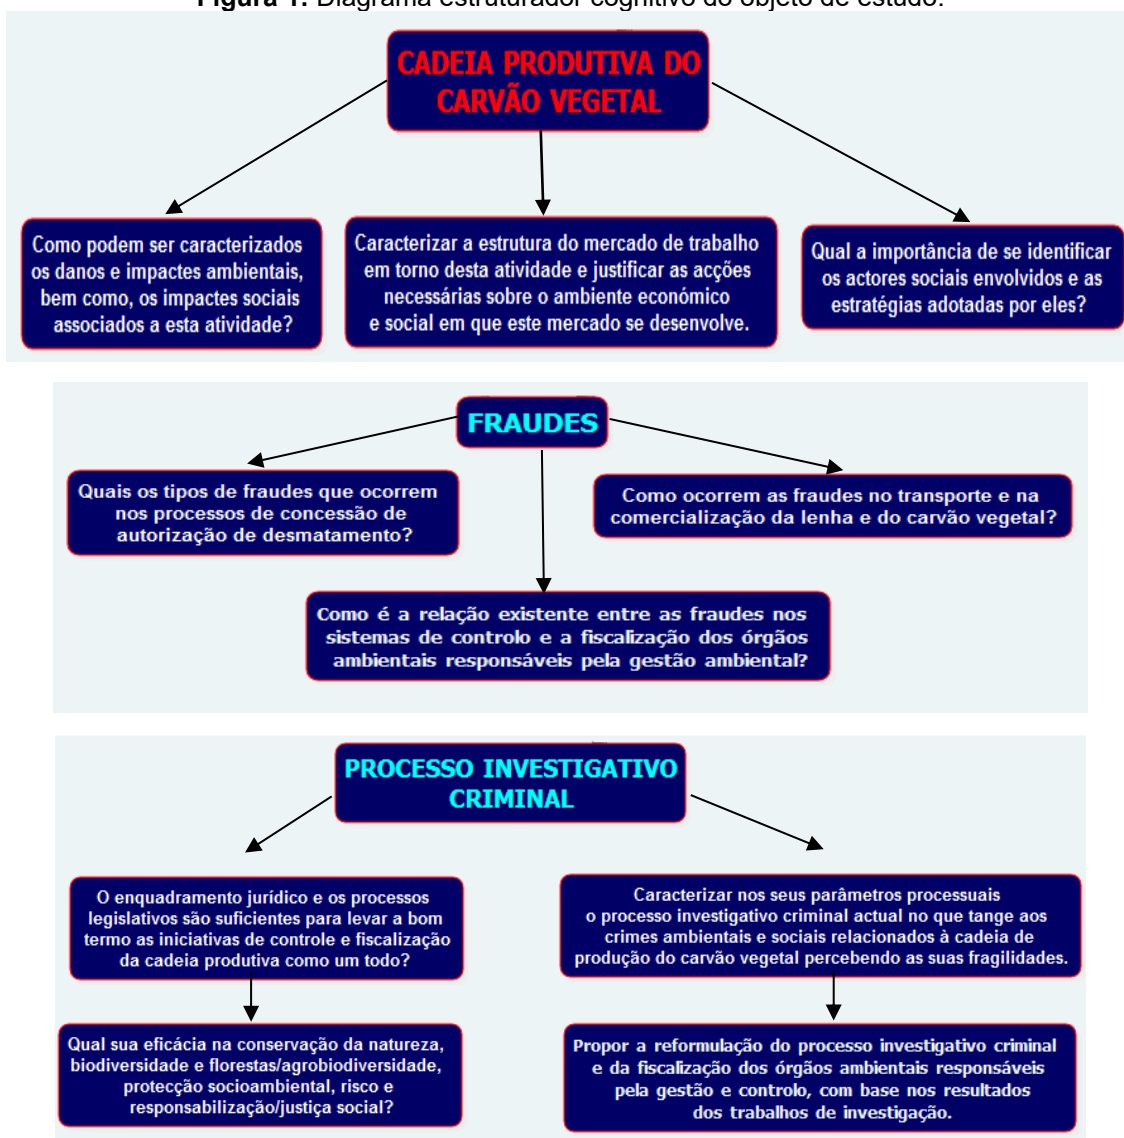 Figura 1: Diagrama estruturador cognitivo do objeto de estudo.
CADEIA PRODUTIVA DO
CARVÃO VEGETAL
Como podem ser caracterizados
os danos e impactes ambientais,
bem como, os impactes sociais
associados a esta atividade?
Caracterizar a estrutura do mercado de trabalho
em torno desta atividade e justificar as acções
necessárias sobre o ambiente económico
e social em que este mercado se desenvolve.
Qual a importância de se identificar
os actores sociais envolvidos e as
estratégias adotadas por eles?
FRAUDES
Quais os tipos de fraudes que ocorrem
nos processos de concessão de
autorização de desmatamento?
Como ocorrem as fraudes no transporte e na
comercialização da lenha e do carvão vegetal?
Como é a relação existente entre as fraudes nos
sistemas de controlo e a fiscalização dos órgãos
ambientais responsáveis pela gestão ambiental?
PROCESSO INVESTIGATIVO
CRIMINAL
O enquadramento jurídico e os processos
legislativos são suficientes para levar a bom
termo as iniciativas de controle e fiscalização
da cadeia produtiva como um todo?
Caracterizar nos seus parâmetros processuais
o processo investigativo criminal actual no que tange aos
crimes ambientais e sociais relacionados à cadeia de
produção do carvão vegetal percebendo as suas fragilidades.
Qual sua eficácia na conservação da natureza,
biodiversidade e florestas/agrobiodiversidade,
protecção socioambiental, risco e
responsabilização/justiça social?
Propor a reformulação do processo investigativo criminal
e da fiscalização dos órgãos ambientais responsáveis
pela gestão e controlo, com base nos resultados
dos trabalhos de investigação.